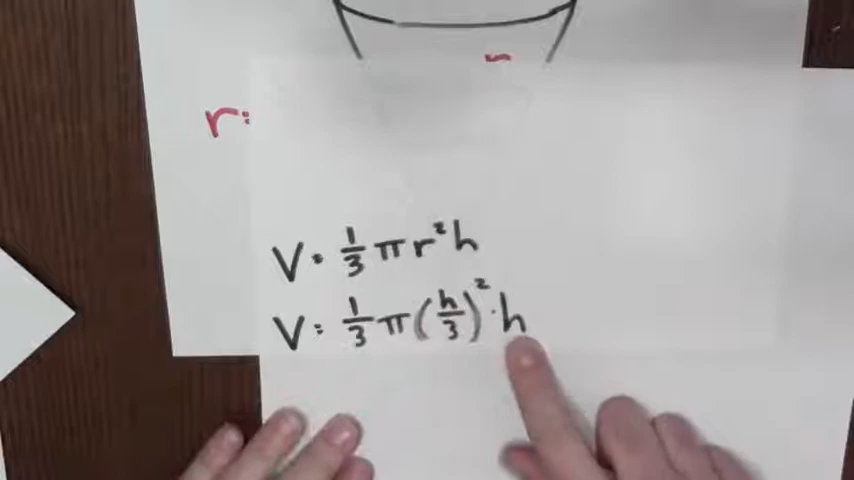 r=
V = 1/3 π r² h
V = 1/3 π (h/3)² · h